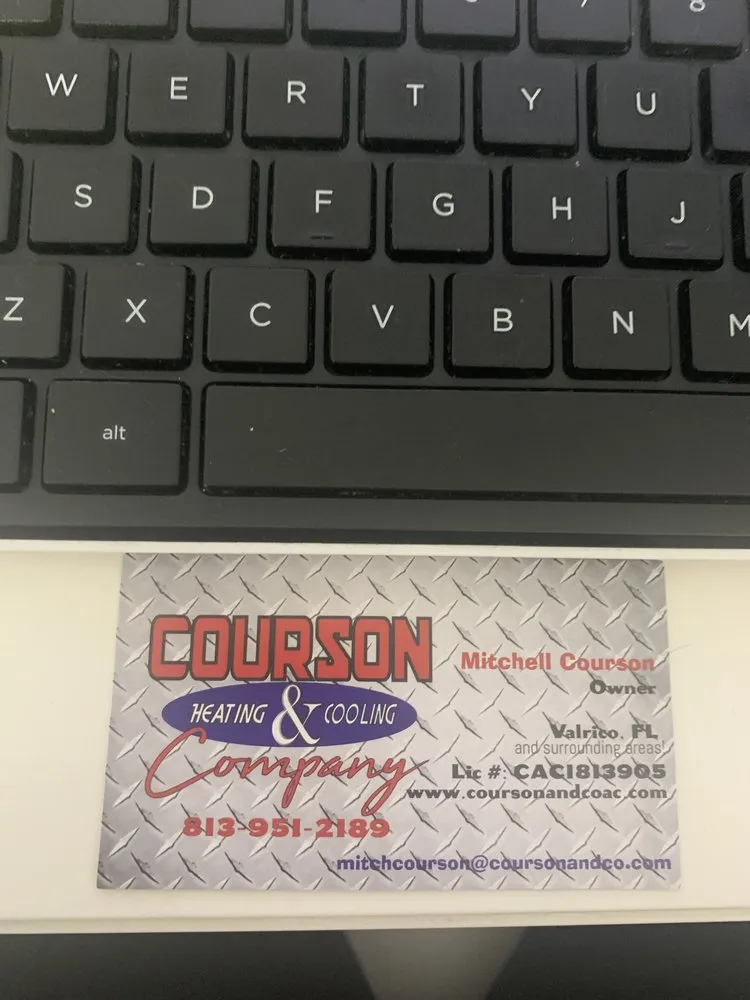 W E R T Y U
S D F G H J
Z X C V B N M
alt
COURSON
HEATING & COOLING
Company
813-951-2189
Mitchell Courson
Owner
Valrico, FL
and surrounding areas!
Lic #: CAC1813905
www.coursonandcoac.com
mitchcourson@coursonandco.com